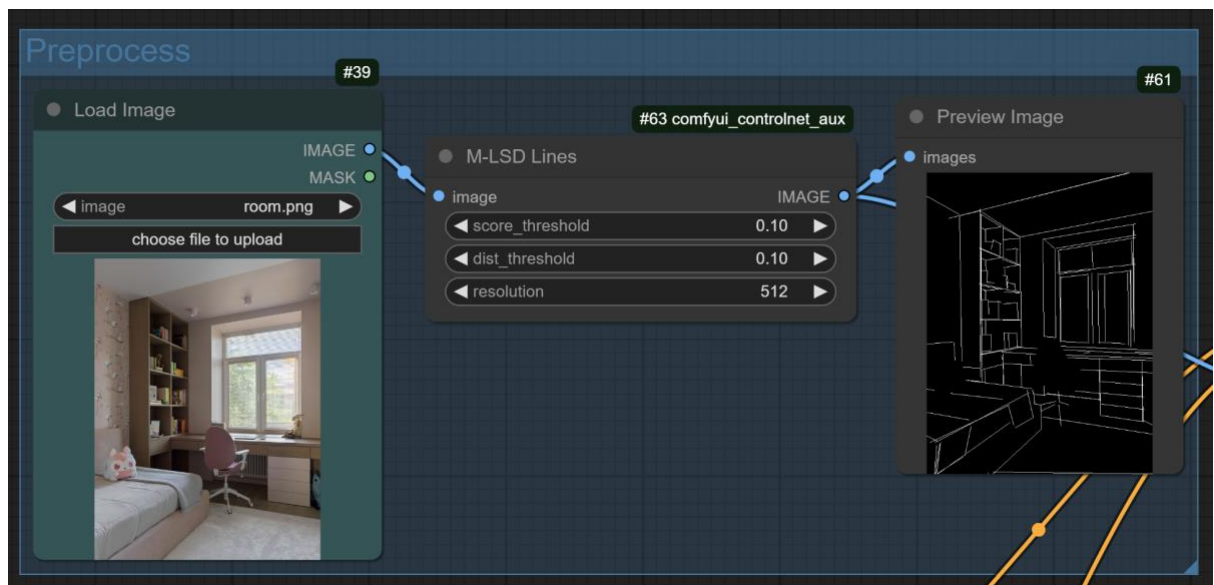 Preprocess
#39
Load Image
IMAGE
MASK
image room.png
choose file to upload
#63 comfyui_controlnet_aux
M-LSD Lines
image IMAGE
score_threshold 0.10
dist_threshold 0.10
resolution 512
#61
Preview Image
images